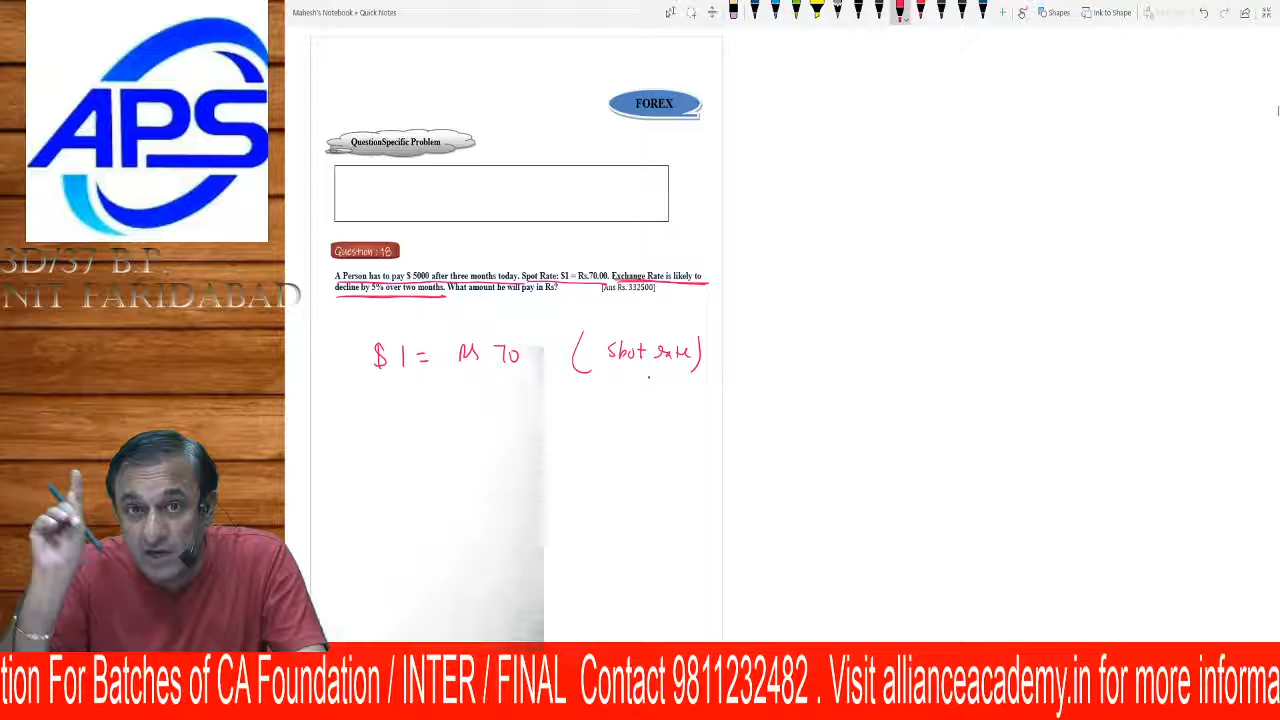 Mahesh's Notebook » Quick Notes
Shapes
Ink to Shape
APS
3D/37 B.P.
NIT FARIDABAD
FOREX
QuestionSpecific Problem
Question : 18
A Person has to pay $ 5000 after three months today. Spot Rate: $1 = Rs.70.00. Exchange Rate is likely to
decline by 5% over two months. What amount he will pay in Rs? [Ans Rs. 332500]
$ 1 = Rs 70 ( Spot rate)
tion For Batches of CA Foundation / INTER / FINAL Contact 9811232482 . Visit allianceacademy.in for more informa